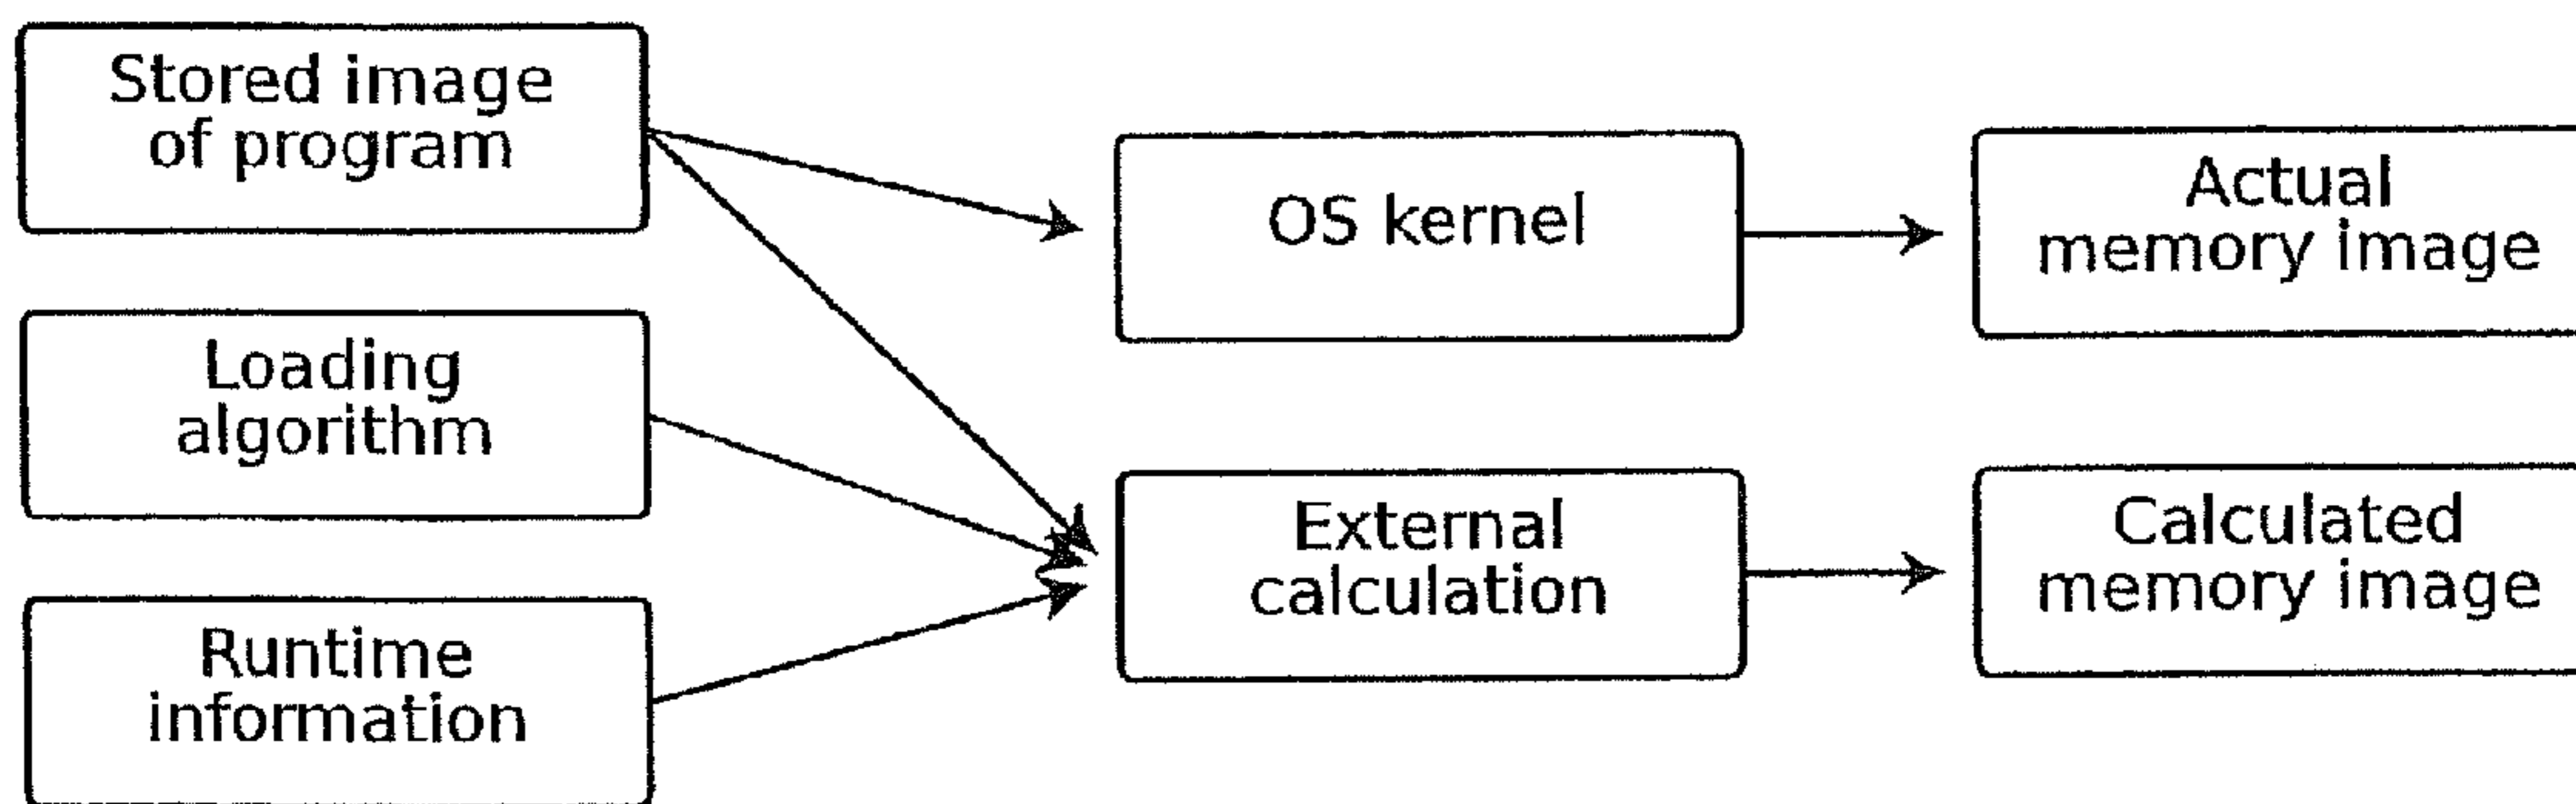 Stored image
of program
Loading
algorithm
Runtime
information
OS kernel
External
calculation
Actual
memory image
Calculated
memory image